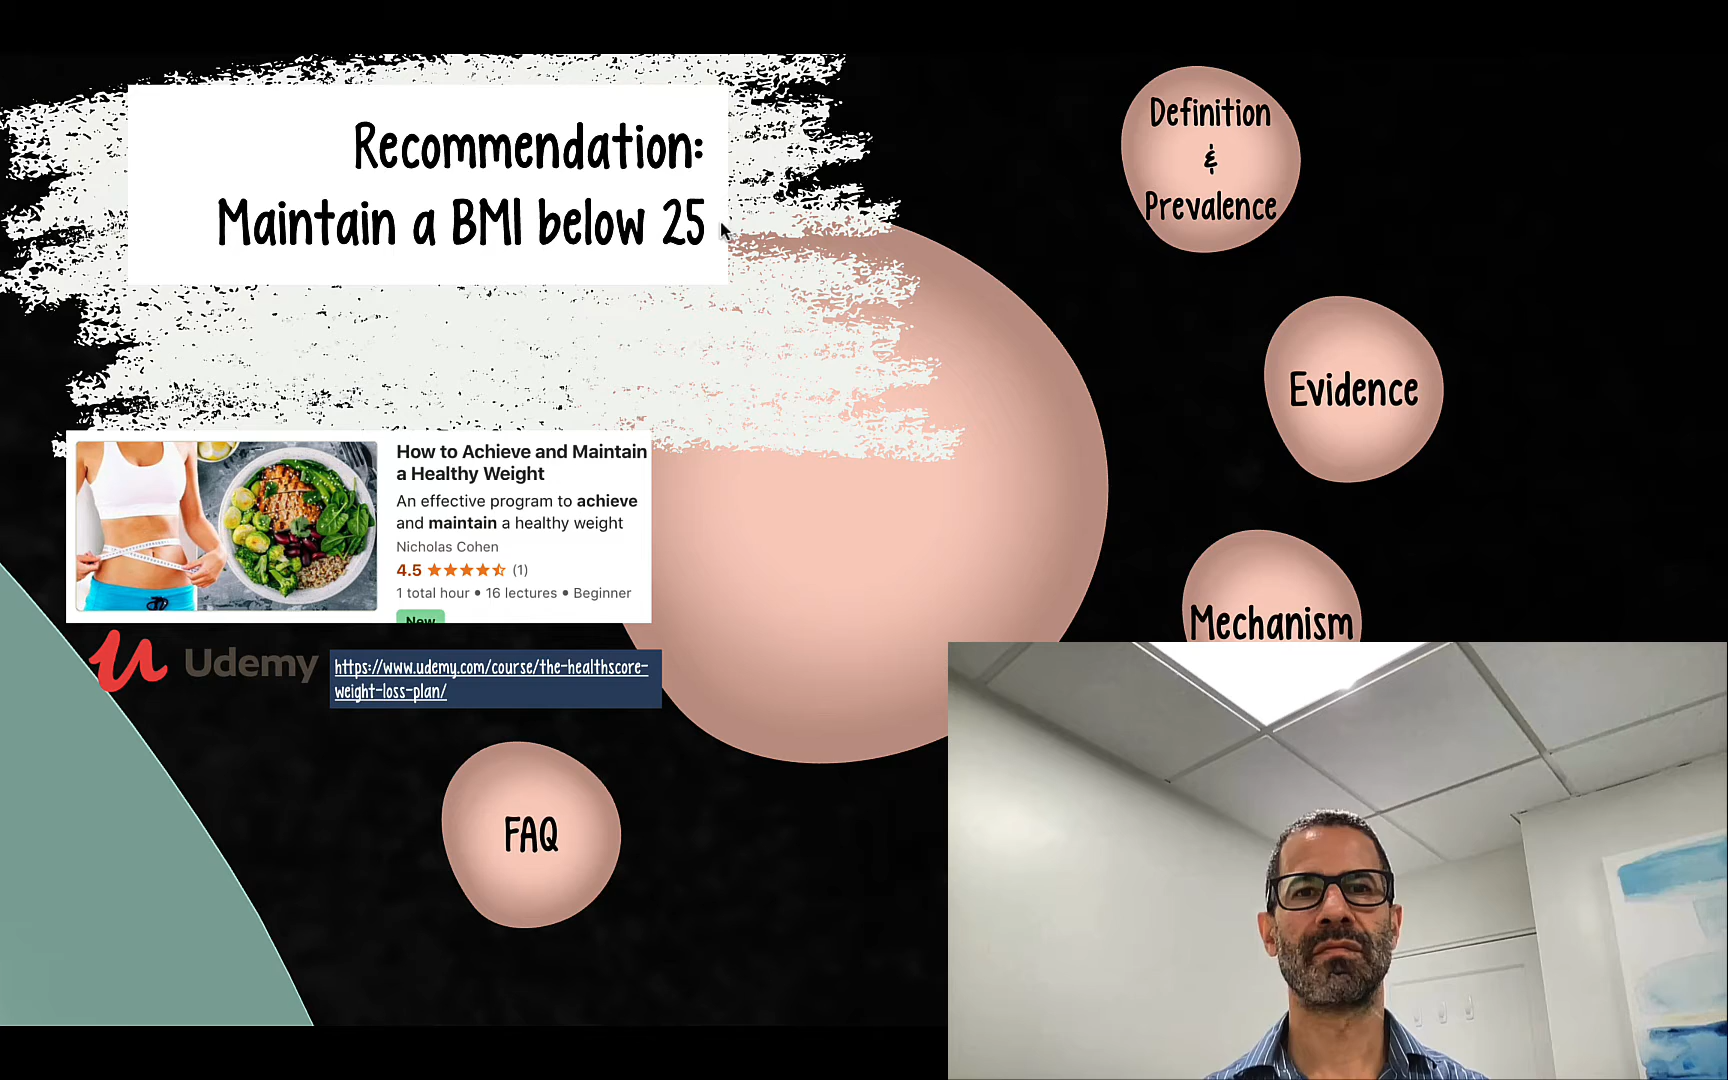 Recommendation:
Maintain a BMI below 25
How to Achieve and Maintain
a Healthy Weight
An effective program to achieve
and maintain a healthy weight
Nicholas Cohen
4.5 (1)
1 total hour • 16 lectures • Beginner
New
Udemy
https://www.udemy.com/course/the-healthscore-
weight-loss-plan/
Definition
&
Prevalence
Evidence
Mechanism
FAQ